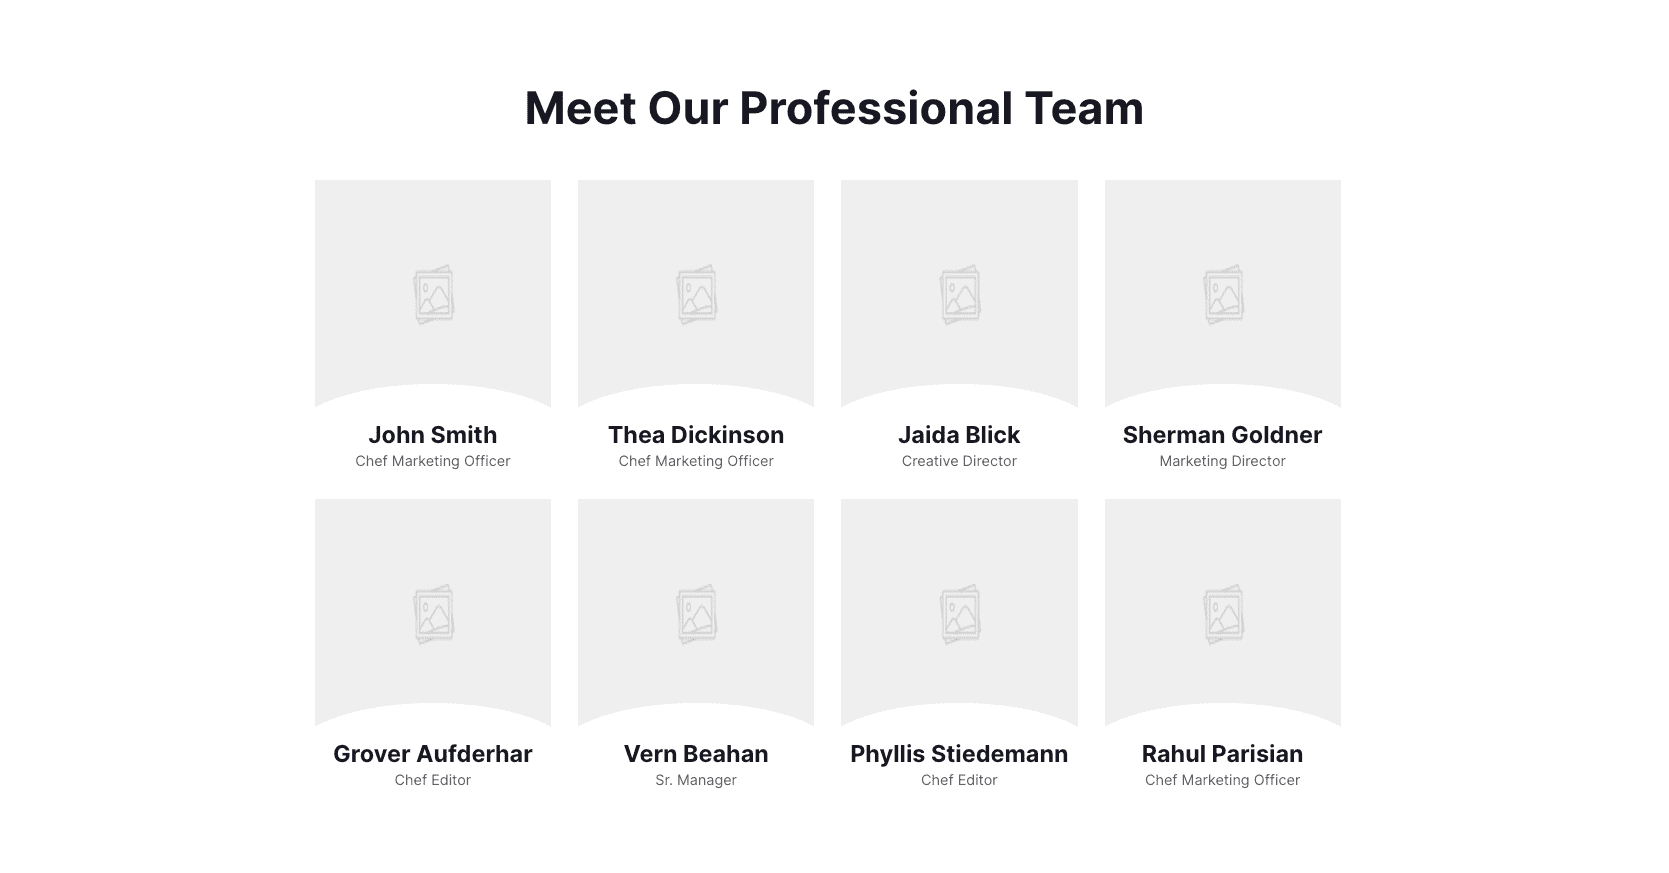 Meet Our Professional Team
John Smith
Chef Marketing Officer
Thea Dickinson
Chef Marketing Officer
Jaida Blick
Creative Director
Sherman Goldner
Marketing Director
Grover Aufderhar
Chef Editor
Vern Beahan
Sr. Manager
Phyllis Stiedemann
Chef Editor
Rahul Parisian
Chef Marketing Officer